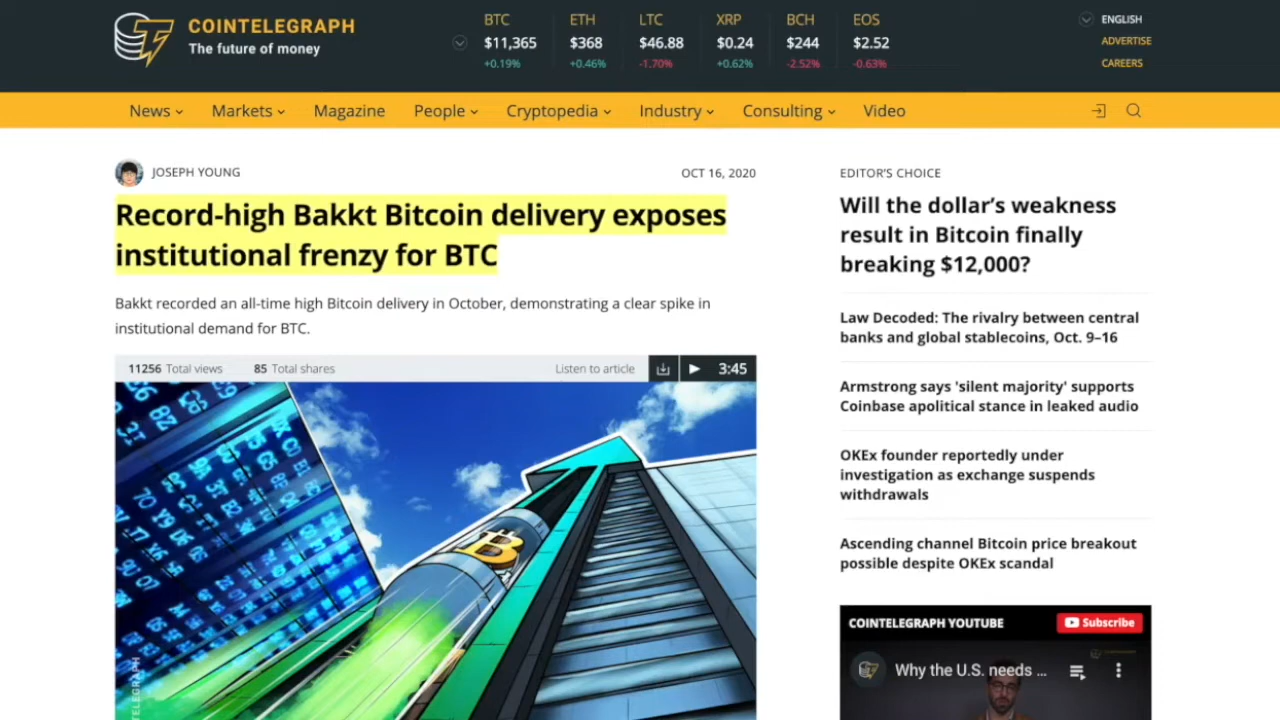 COINTELEGRAPH
The future of money
BTC
$11,365
+0.19%
ETH
$368
+0.46%
LTC
$46.88
-1.70%
XRP
$0.24
+0.62%
BCH
$244
-2.52%
EOS
$2.52
-0.63%
ENGLISH
ADVERTISE
CAREERS
News Markets Magazine People Cryptopedia Industry Consulting Video
JOSEPH YOUNG OCT 16, 2020
Record-high Bakkt Bitcoin delivery exposes
institutional frenzy for BTC
Bakkt recorded an all-time high Bitcoin delivery in October, demonstrating a clear spike in
institutional demand for BTC.
11256 Total views 85 Total shares Listen to article 3:45
EDITOR'S CHOICE
Will the dollar’s weakness
result in Bitcoin finally
breaking $12,000?
Law Decoded: The rivalry between central
banks and global stablecoins, Oct. 9–16
Armstrong says 'silent majority' supports
Coinbase apolitical stance in leaked audio
OKEx founder reportedly under
investigation as exchange suspends
withdrawals
Ascending channel Bitcoin price breakout
possible despite OKEx scandal
COINTELEGRAPH YOUTUBE Subscribe
Why the U.S. needs ...